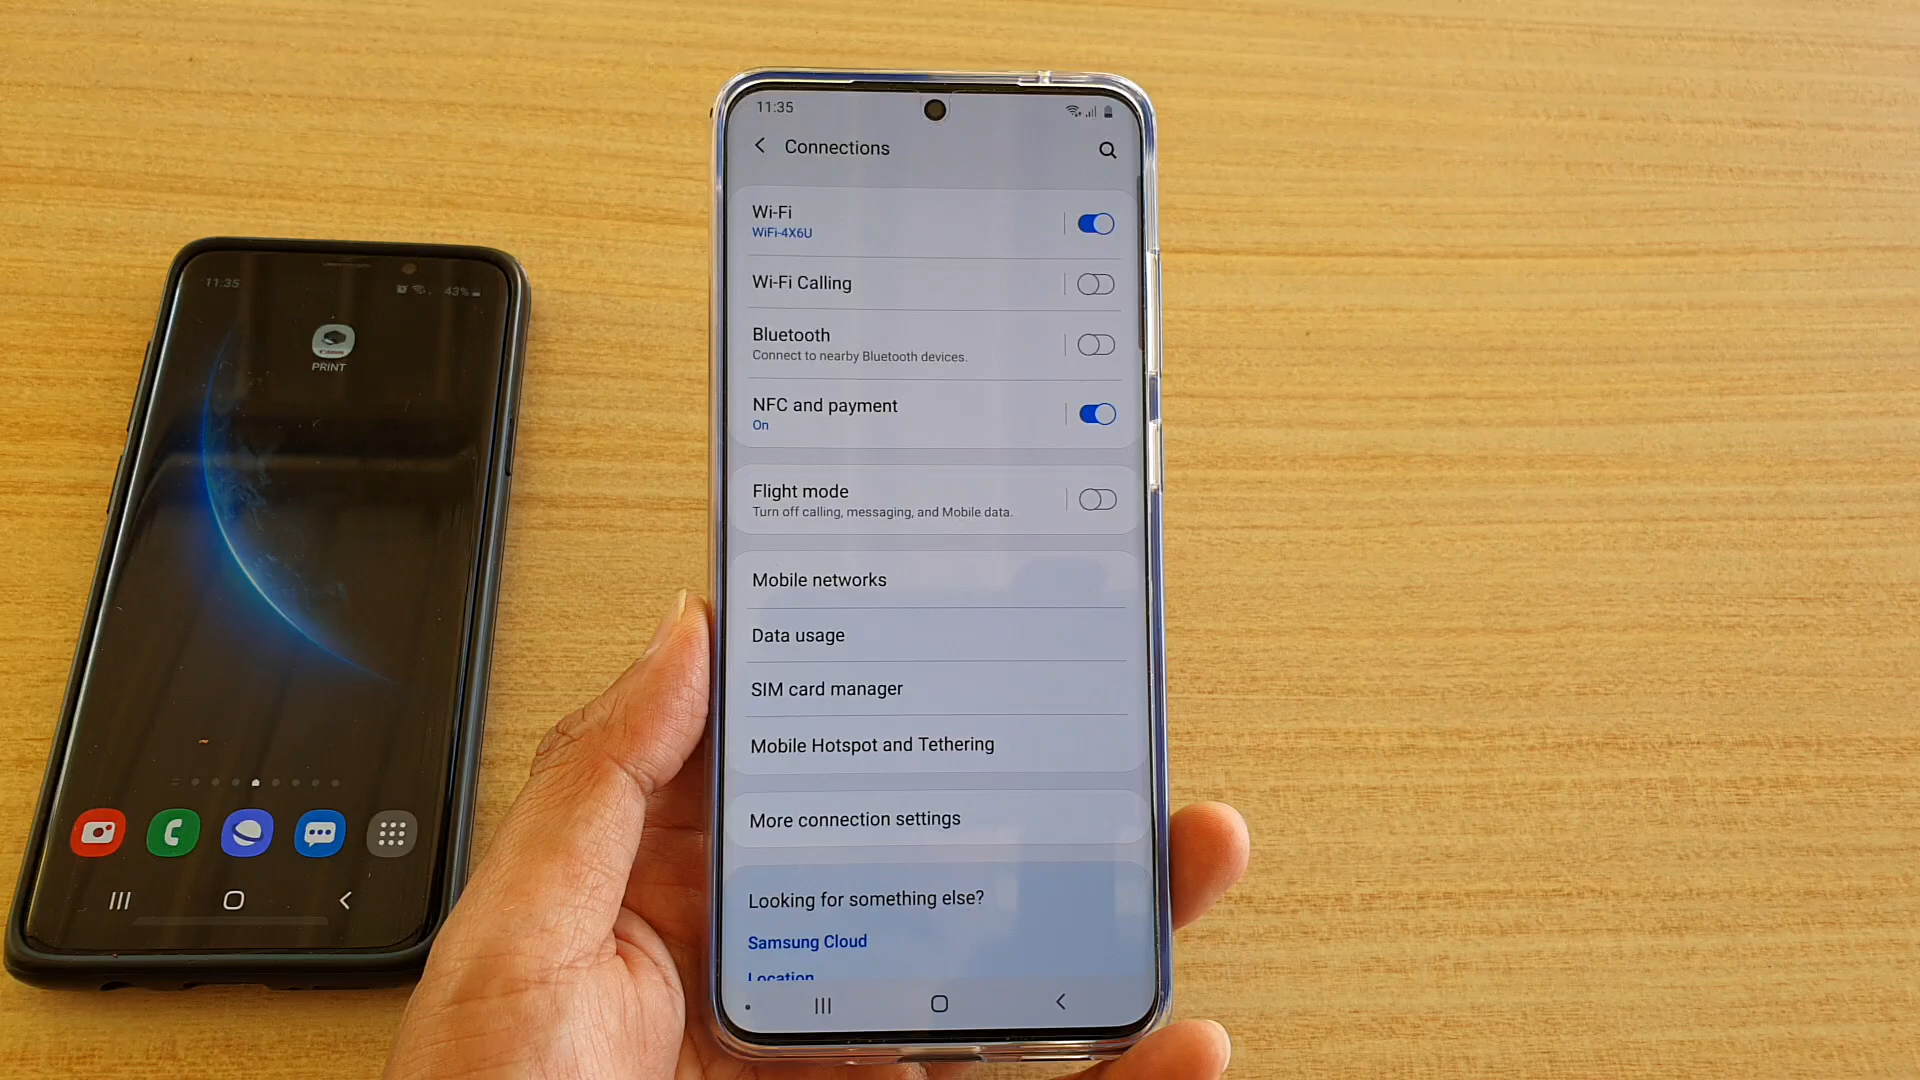 11:35
43%
PRINT
11:35
Connections
Wi-Fi
WiFi-4X6U
Wi-Fi Calling
Bluetooth
Connect to nearby Bluetooth devices.
NFC and payment
On
Flight mode
Turn off calling, messaging, and Mobile data.
Mobile networks
Data usage
SIM card manager
Mobile Hotspot and Tethering
More connection settings
Looking for something else?
Samsung Cloud
Location